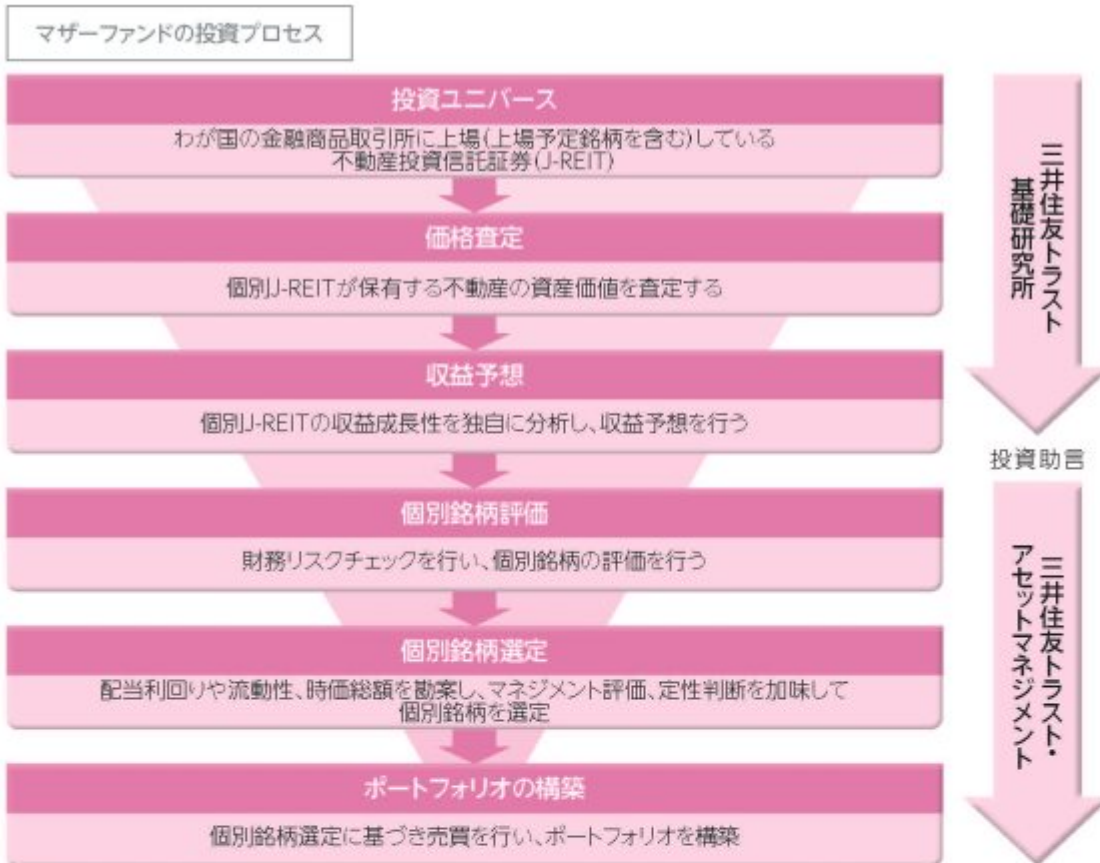 マザーファンドの投資プロセス
投資ユニバース
わが国の金融商品取引所に上場(上場予定銘柄を含む)している
不動産投資信託証券(J-REIT)
価格査定
個別J-REITが保有する不動産の資産価値を査定する
収益予想
個別J-REITの収益成長性を独自に分析し、収益予想を行う
個別銘柄評価
財務リスクチェックを行い、個別銘柄の評価を行う
個別銘柄選定
配当利回りや流動性、時価総額を勘案し、マネジメント評価、定性判断を加味して
個別銘柄を選定
ポートフォリオの構築
個別銘柄選定に基づき売買を行い、ポートフォリオを構築
三井住友トラスト
基礎研究所
投資助言
三井住友トラスト・
アセットマネジメント